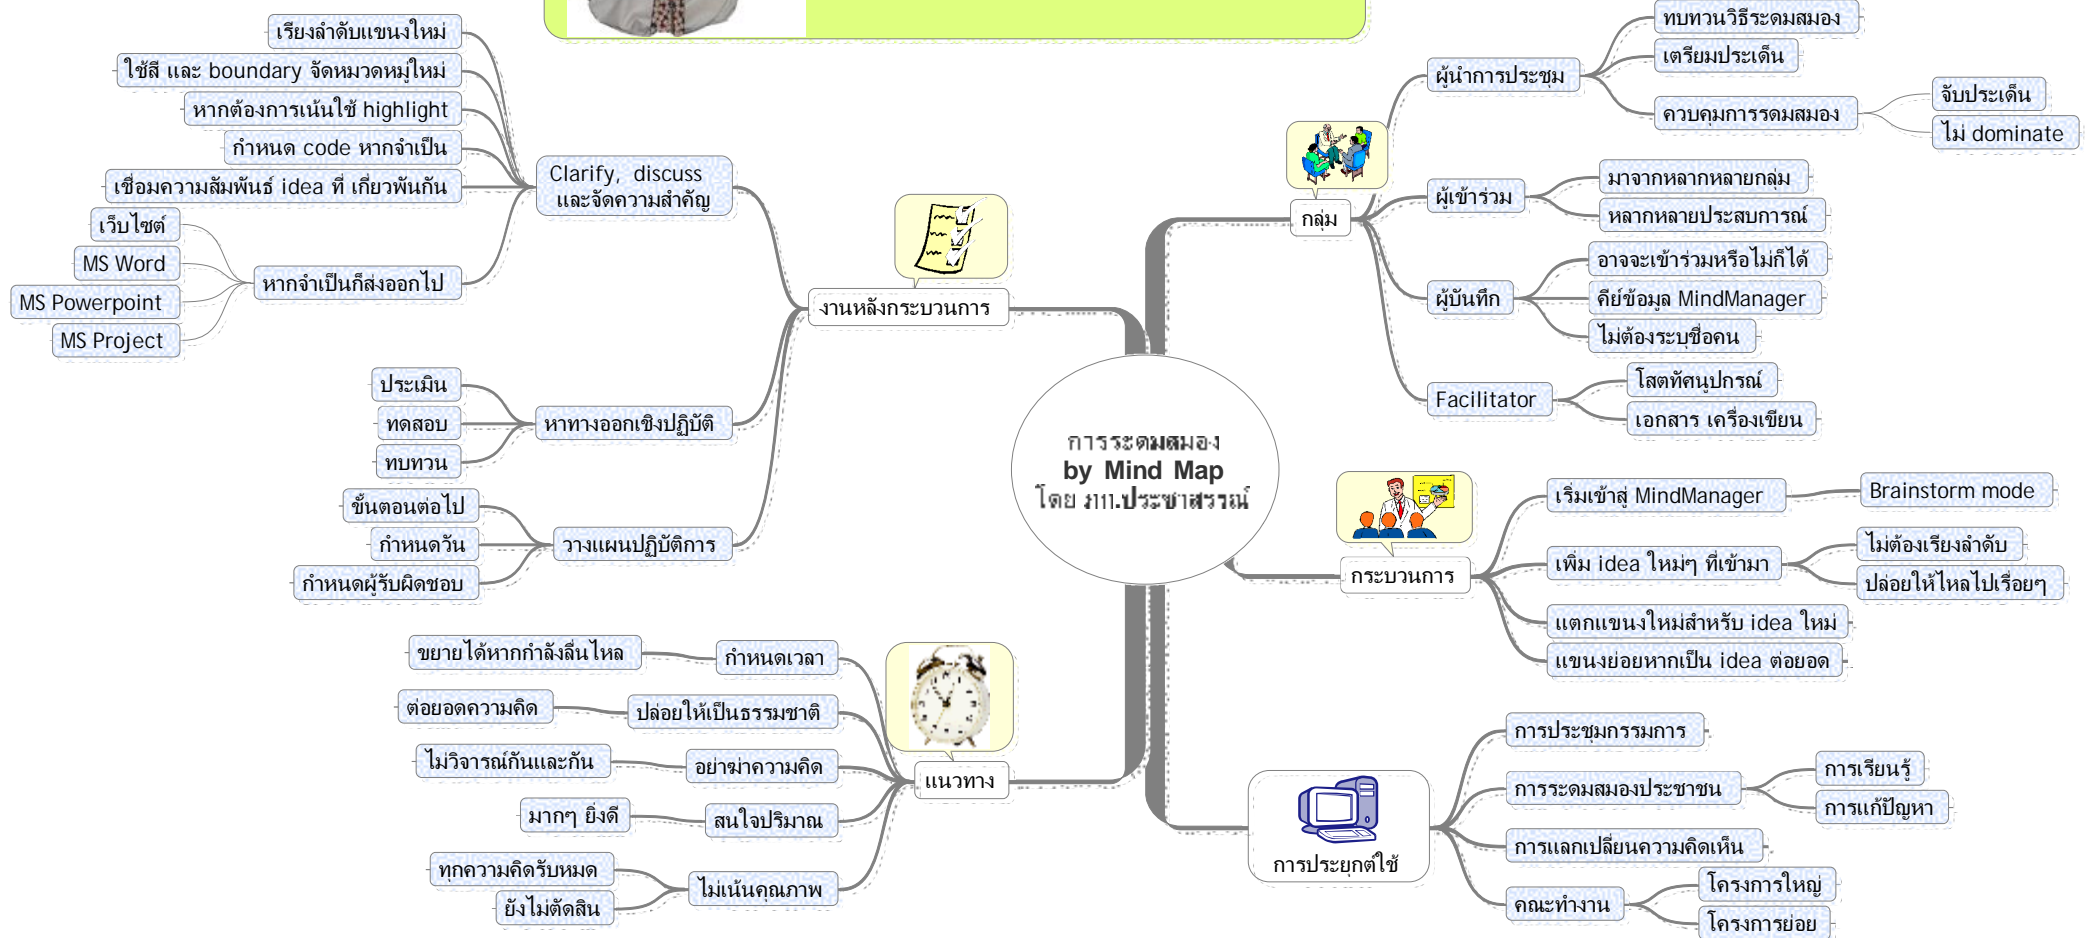 การระดมสมอง
by Mind Map
โดย ภก.ประชาสรรณ์
กลุ่ม
ผู้นำการประชุม
ทบทวนวิธีระดมสมอง
เตรียมประเด็น
ควบคุมการรดมสมอง
จับประเด็น
ไม่ dominate
ผู้เข้าร่วม
มาจากหลากหลายกลุ่ม
หลากหลายประสบการณ์
ผู้บันทึก
อาจจะเข้าร่วมหรือไม่ก็ได้
คีย์ข้อมูล MindManager
ไม่ต้องระบุชื่อคน
Facilitator
โสตทัศนูปกรณ์
เอกสาร เครื่องเขียน
กระบวนการ
เริ่มเข้าสู่ MindManager
Brainstorm mode
เพิ่ม idea ใหม่ๆ ที่เข้ามา
ไม่ต้องเรียงลำดับ
ปล่อยให้ไหลไปเรื่อยๆ
แตกแขนงใหม่สำหรับ idea ใหม่
แขนงย่อยหากเป็น idea ต่อยอด
การประยุกต์ใช้
การประชุมกรรมการ
การระดมสมองประชาชน
การเรียนรู้
การแก้ปัญหา
การแลกเปลี่ยนความคิดเห็น
คณะทำงาน
โครงการใหญ่
โครงการย่อย
งานหลังกระบวนการ
Clarify, discuss
และจัดความสำคัญ
เรียงลำดับแขนงใหม่
ใช้สี และ boundary จัดหมวดหมู่ใหม่
หากต้องการเน้นใช้ highlight
กำหนด code หากจำเป็น
เชื่อมความสัมพันธ์ idea ที่ เกี่ยวพันกัน
หากจำเป็นก็ส่งออกไป
เว็บไซต์
MS Word
MS Powerpoint
MS Project
หาทางออกเชิงปฏิบัติ
ประเมิน
ทดสอบ
ทบทวน
วางแผนปฏิบัติการ
ขั้นตอนต่อไป
กำหนดวัน
กำหนดผู้รับผิดชอบ
แนวทาง
กำหนดเวลา
ขยายได้หากกำลังลื่นไหล
ปล่อยให้เป็นธรรมชาติ
ต่อยอดความคิด
อย่าฆ่าความคิด
ไม่วิจารณ์กันและกัน
สนใจปริมาณ
มากๆ ยิ่งดี
ไม่เน้นคุณภาพ
ทุกความคิดรับหมด
ยังไม่ตัดสิน